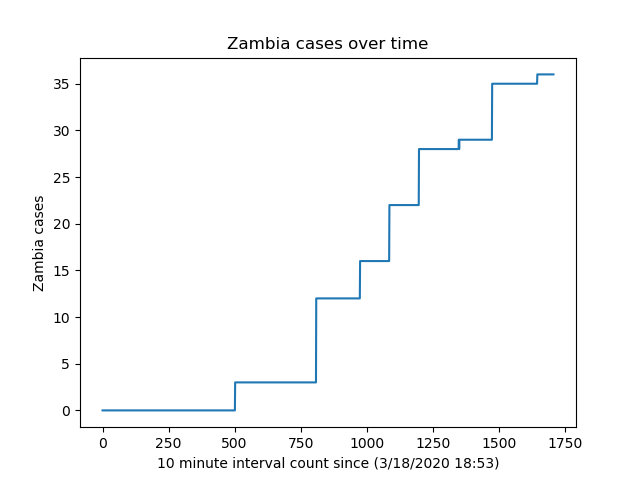 Zambia cases over time
Zambia cases
35
30
25
20
15
10
5
0
0 250 500 750 1000 1250 1500 1750
10 minute interval count since (3/18/2020 18:53)